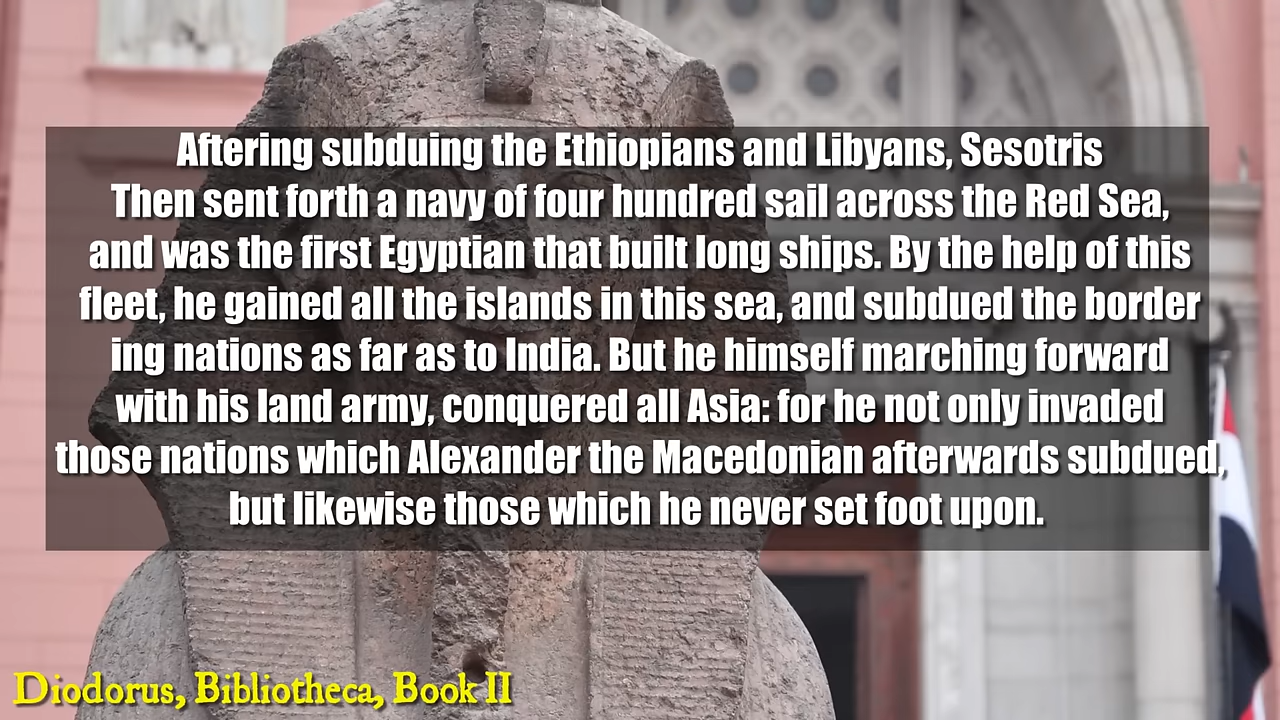 Aftering subduing the Ethiopians and Libyans, Sesotris
Then sent forth a navy of four hundred sail across the Red Sea,
and was the first Egyptian that built long ships. By the help of this
fleet, he gained all the islands in this sea, and subdued the border
ing nations as far as to India. But he himself marching forward
with his land army, conquered all Asia: for he not only invaded
those nations which Alexander the Macedonian afterwards subdued,
but likewise those which he never set foot upon.
Diodorus, Bibliotheca, Book II